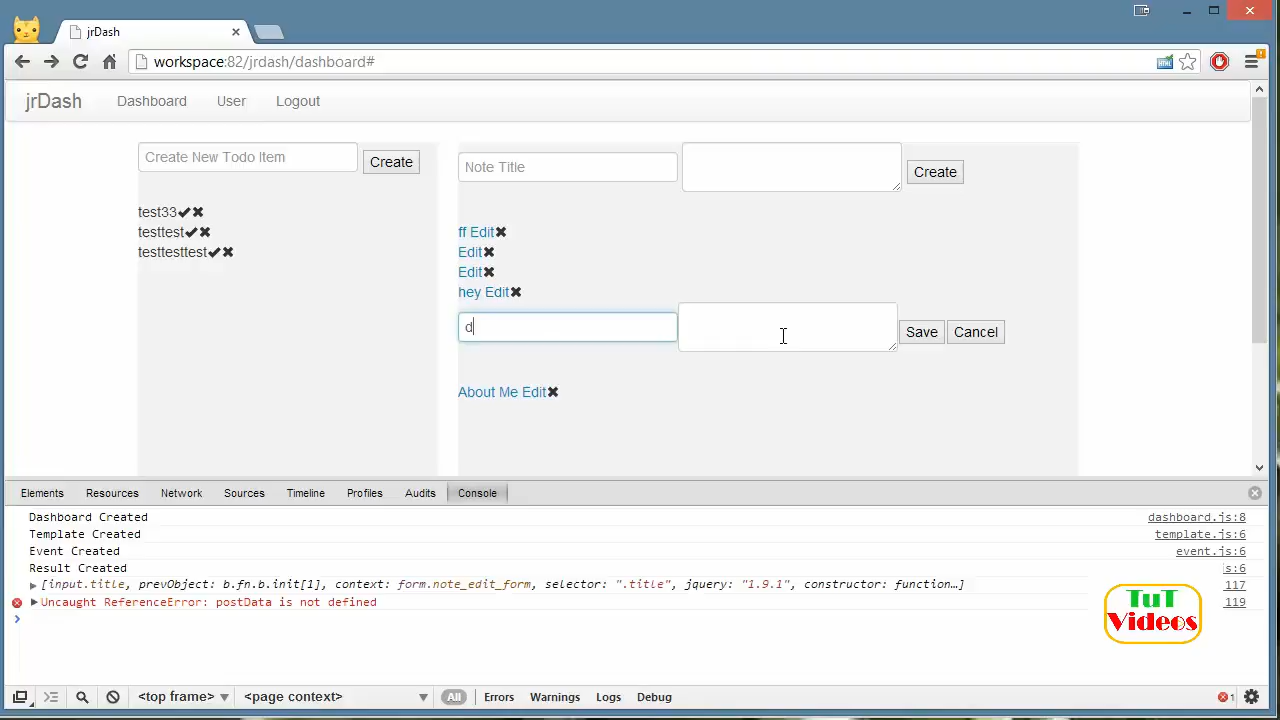 jrDash
workspace:82/jrdash/dashboard#
jrDash Dashboard User Logout
Create New Todo Item Create
test33
testtest
testtesttest
Note Title Create
ff Edit
Edit
Edit
hey Edit
d Save Cancel
About Me Edit
Elements Resources Network Sources Timeline Profiles Audits Console
Dashboard Created dashboard.js:8
Template Created template.js:6
Event Created event.js:6
Result Created js:6
[input.title, prevObject: b.fn.b.init[1], context: form.note_edit_form, selector: ".title", jquery: "1.9.1", constructor: function…] 117
Uncaught ReferenceError: postData is not defined 119
TuT
Videos
<top frame> <page context> All Errors Warnings Logs Debug 1